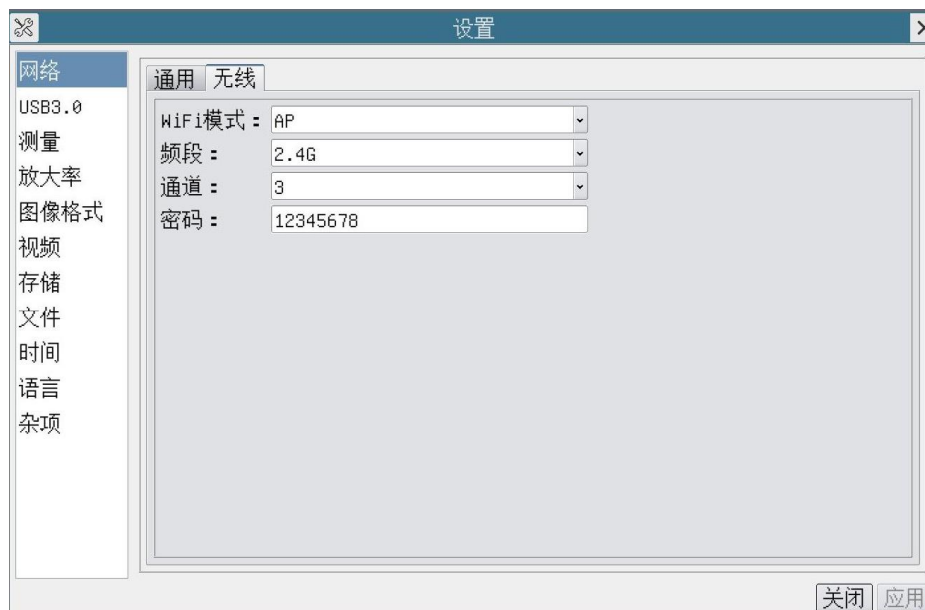 设置
网络
USB3.0
测量
放大率
图像格式
视频
存储
文件
时间
语言
杂项
通用 无线
WiFi模式：AP
频段：2.4G
通道：3
密码：12345678
关闭 应用